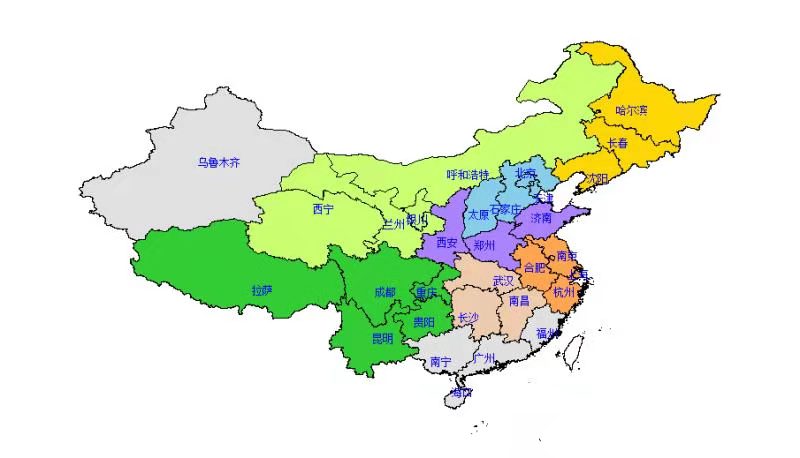 哈尔滨
长春
乌鲁木齐
呼和浩特
北京
沈阳
天津
西宁
兰州
银川
太原
石家庄
济南
西安
郑州
南京
合肥
上海
拉萨
成都
重庆
武汉
杭州
南昌
长沙
贵阳
昆明
福州
南宁
广州
海口